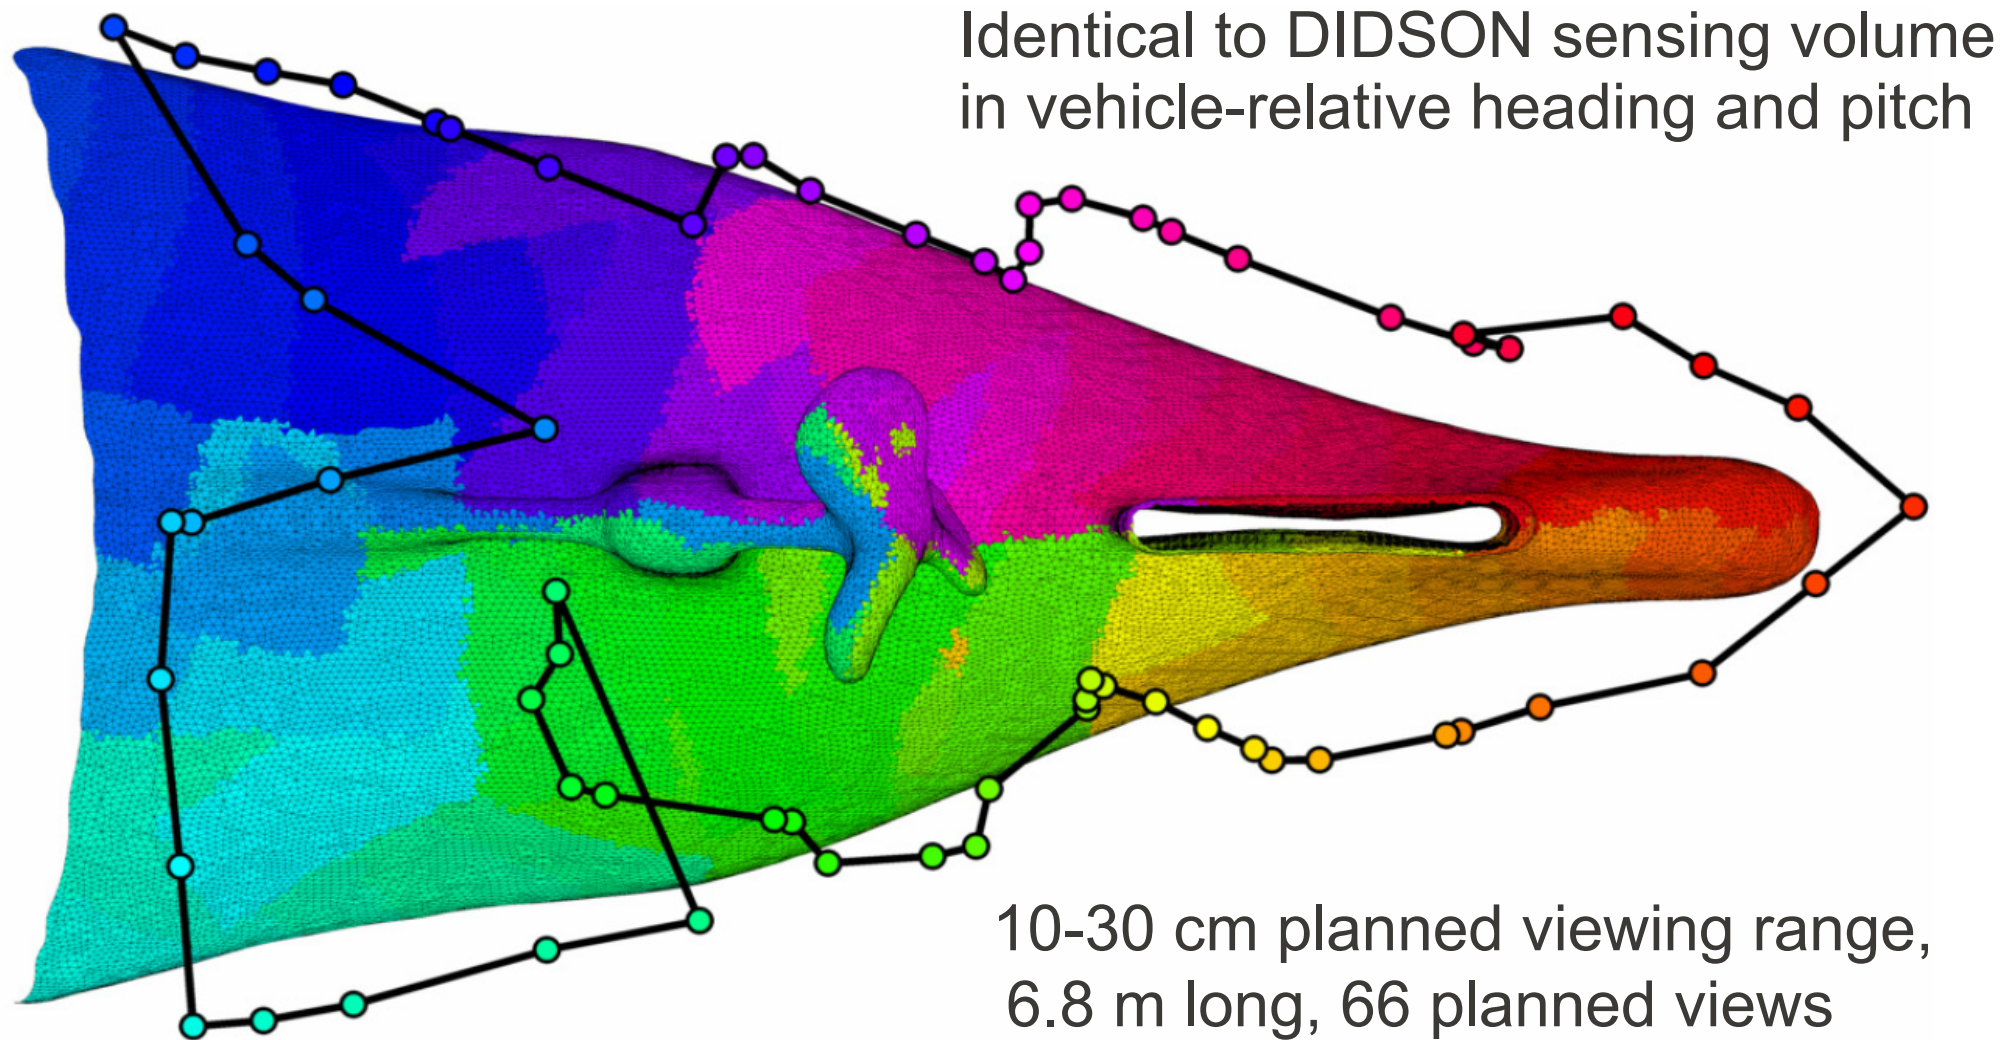 Identical to DIDSON sensing volume
in vehicle-relative heading and pitch
10-30 cm planned viewing range,
6.8 m long, 66 planned views